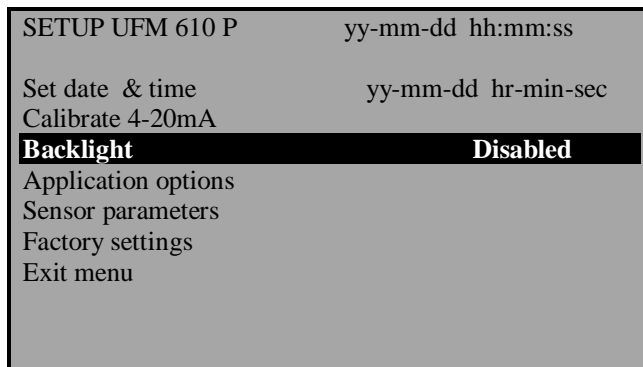 SETUP UFM 610 P yy-mm-dd hh:mm:ss
Set date & time yy-mm-dd hr-min-sec
Calibrate 4-20mA
Backlight Disabled
Application options
Sensor parameters
Factory settings
Exit menu